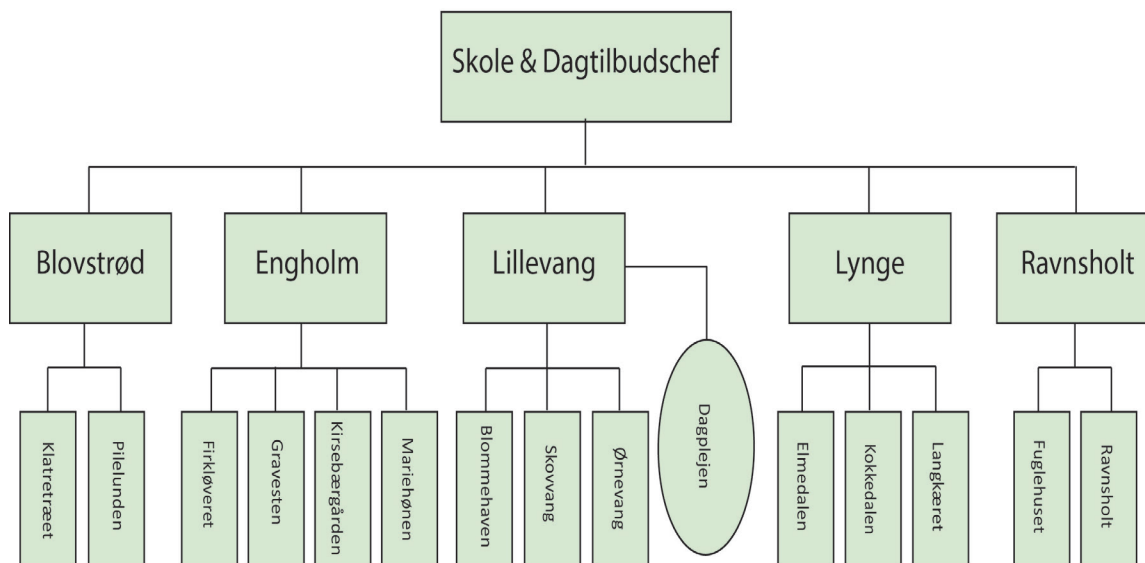 Skole & Dagtilbudschef
Blovstrød
Engholm
Lillevang
Lynge
Ravnsholt
Klatretræet
Pilelunden
Firkløveret
Gravesten
Kirsebærgården
Mariehønen
Blommehaven
Skovvang
Ørnevang
Dagplojen
Elmedalen
Kokkedalen
Langkæret
Fuglehuset
Ravnsholt